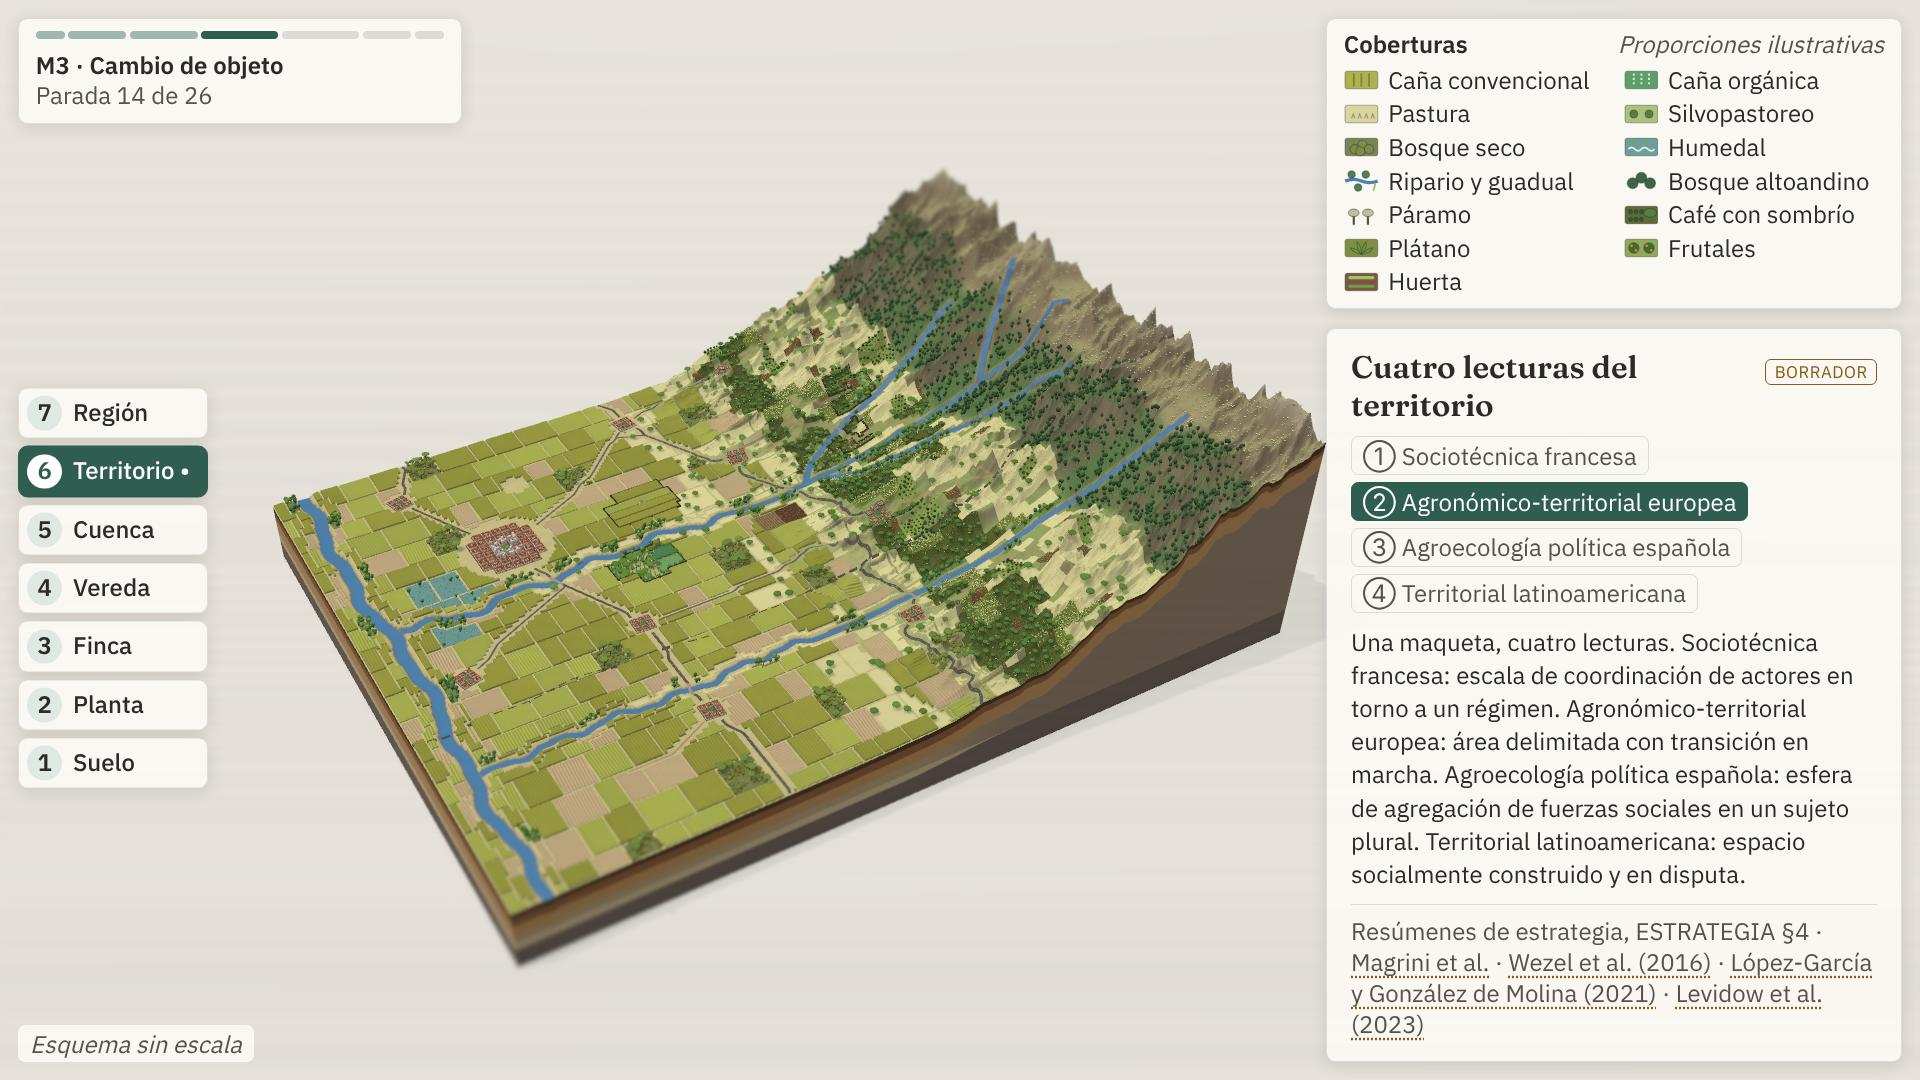 M3 · Cambio de objeto
Parada 14 de 26
7 Región
6 Territorio •
5 Cuenca
4 Vereda
3 Finca
2 Planta
1 Suelo
Esquema sin escala
Coberturas Proporciones ilustrativas
Caña convencional Caña orgánica
Pastura Silvopastoreo
Bosque seco Humedal
Ripario y guadual Bosque altoandino
Páramo Café con sombrío
Plátano Frutales
Huerta
Cuatro lecturas del BORRADOR
territorio
1 Sociotécnica francesa
2 Agronómico-territorial europea
3 Agroecología política española
4 Territorial latinoamericana
Una maqueta, cuatro lecturas. Sociotécnica
francesa: escala de coordinación de actores en
torno a un régimen. Agronómico-territorial
europea: área delimitada con transición en
marcha. Agroecología política española: esfera
de agregación de fuerzas sociales en un sujeto
plural. Territorial latinoamericana: espacio
socialmente construido y en disputa.
Resúmenes de estrategia, ESTRATEGIA §4 ·
Magrini et al. · Wezel et al. (2016) · López-García
y González de Molina (2021) · Levidow et al.
(2023)